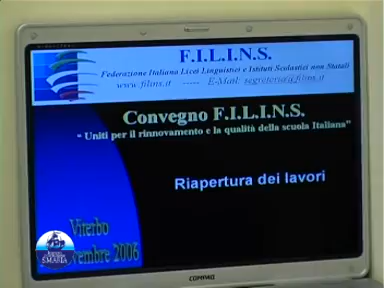 F.I.L.I.N.S.
Federazione Italiana Licei Linguistici e Istituti Scolastici non Statali
www.filins.it ----- E-Mail: segreteria@filins.it
Convegno F.I.L.I.N.S.
“ Uniti per il rinnovamento e la qualità della scuola Italiana”
Riapertura dei lavori
Viterbo
2006
S.MARIA
COMPAQ